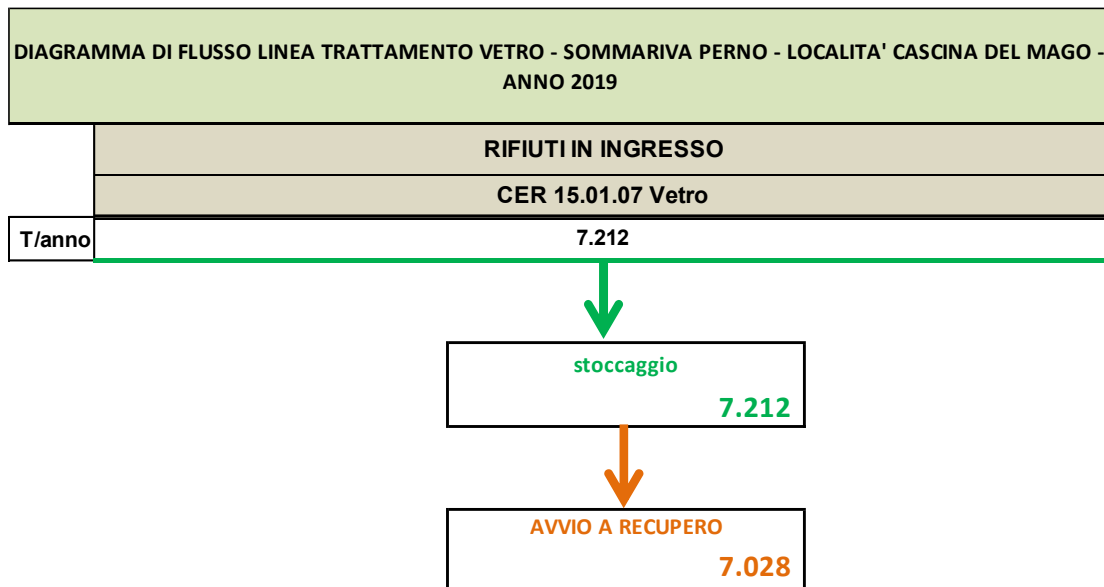 DIAGRAMMA DI FLUSSO LINEA TRATTAMENTO VETRO - SOMMARIVA PERNO - LOCALITA' CASCINA DEL MAGO -
ANNO 2019
RIFIUTI IN INGRESSO
CER 15.01.07 Vetro
T/anno 7.212
stoccaggio
7.212
AVVIO A RECUPERO
7.028